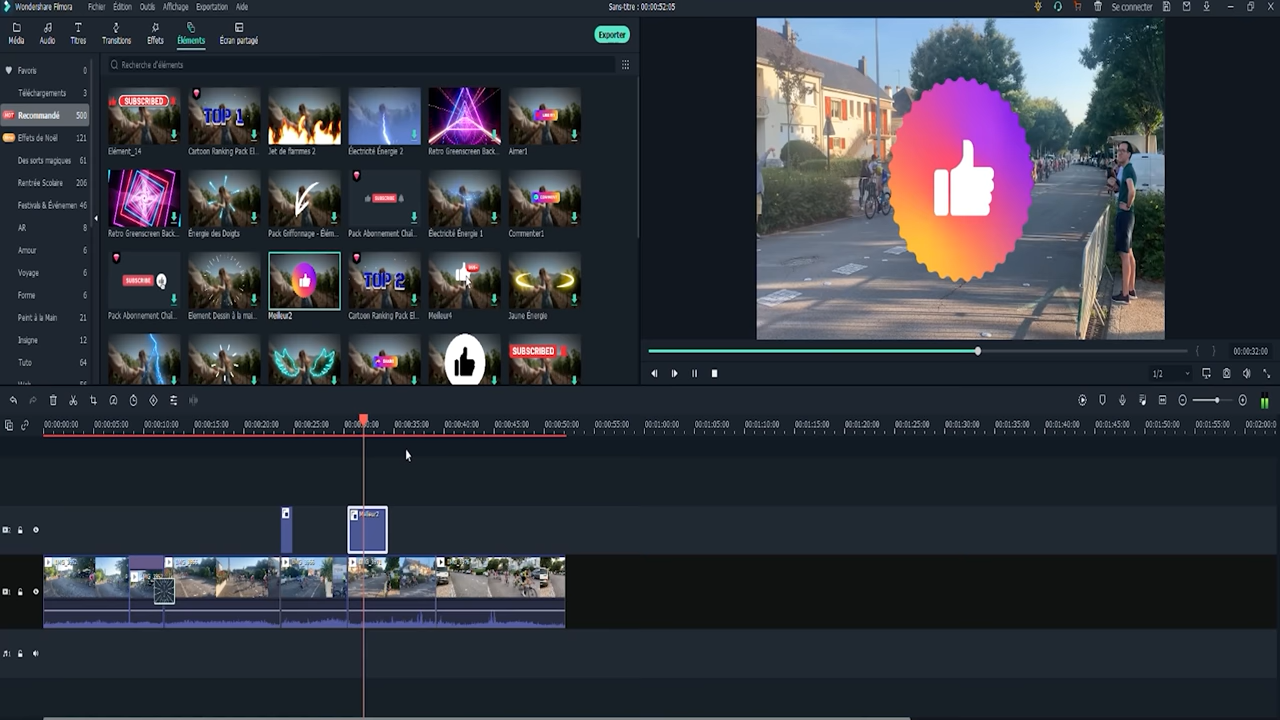 Wondershare Filmora Fichier Édition Outils Affichage Exportation Aide Sans-titre : 00:00:52:05 Se connecter
Média Audio Titres Transitions Effets Éléments Écran partagé Exporter
Recherche d'éléments
Favoris 0
Téléchargements 3
HOT Recommandé 500
Effets de Noël 121
Des sorts magiques 61
Rentrée Scolaire 206
Festivals & Événemen 46
AR 8
Amour 6
Voyage 6
Forme 6
Peint à la Main 21
Insigne 12
Tuto 64
SUBSCRIBED
TOP 1
Elément_14 Cartoon Ranking Pack El... Jet de flammes 2 Électricité Énergie 2 Retro Greenscreen Back... Aimer1
SUBSCRIBE
Retro Greenscreen Back... Énergie des Doigts Pack Griffonnage - Élém... Pack Abonnement Chaî... Électricité Énergie 1 Commenter1
SUBSCRIBE
TOP 2
Pack Abonnement Chaî... Element Dessin à la mai... Meilleur2 Cartoon Ranking Pack El... Meilleur4 Jaune Énergie
SUBSCRIBED
00:00:32:00
1/2
00:00:00:00 00:00:05:00 00:00:10:00 00:00:15:00 00:00:20:00 00:00:25:00 00:00:35:00 00:00:40:00 00:00:45:00 00:00:50:00 00:00:55:00 00:01:00:00 00:01:05:00 00:01:10:00 00:01:15:00 00:01:20:00 00:01:25:00 00:01:30:00 00:01:35:00 00:01:40:00 00:01:45:00 00:01:50:00 00:01:55:00 00:02:00:0
Meilleur2